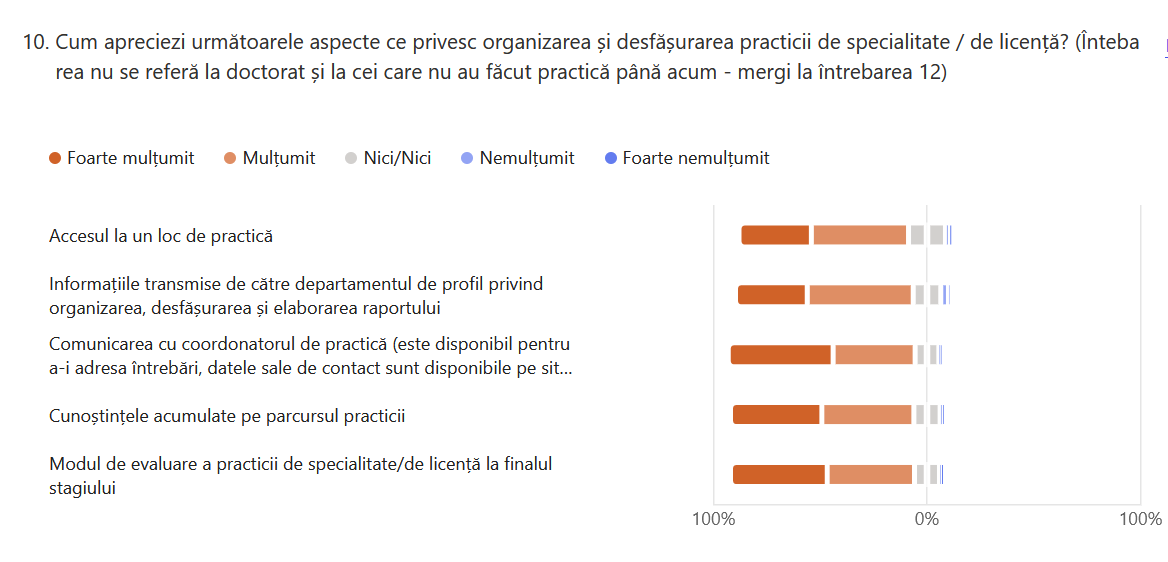 10. Cum apreciezi următoarele aspecte ce privesc organizarea și desfășurarea practicii de specialitate / de licență? (Înteba
rea nu se referă la doctorat și la cei care nu au făcut practică până acum - mergi la întrebarea 12)
Foarte mulțumit Mulțumit Nici/Nici Nemulțumit Foarte nemulțumit
Accesul la un loc de practică
Informațiile transmise de către departamentul de profil privind
organizarea, desfășurarea și elaborarea raportului
Comunicarea cu coordonatorul de practică (este disponibil pentru
a-i adresa întrebări, datele sale de contact sunt disponibile pe sit...
Cunoștințele acumulate pe parcursul practicii
Modul de evaluare a practicii de specialitate/de licență la finalul
stagiului
100% 0% 100%